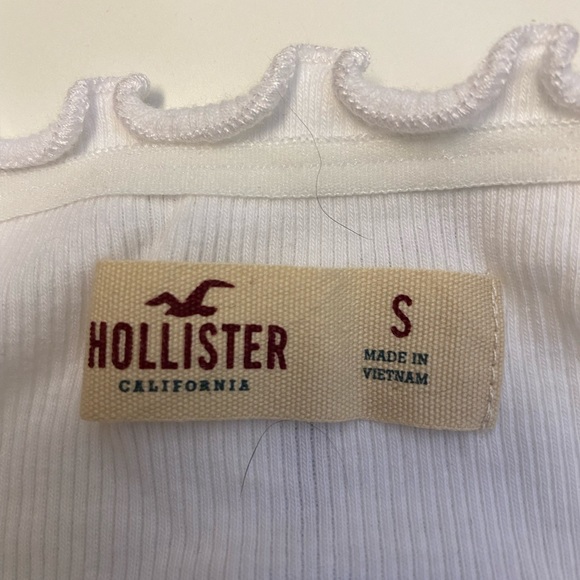 HOLLISTER
CALIFORNIA
S
MADE IN
VIETNAM